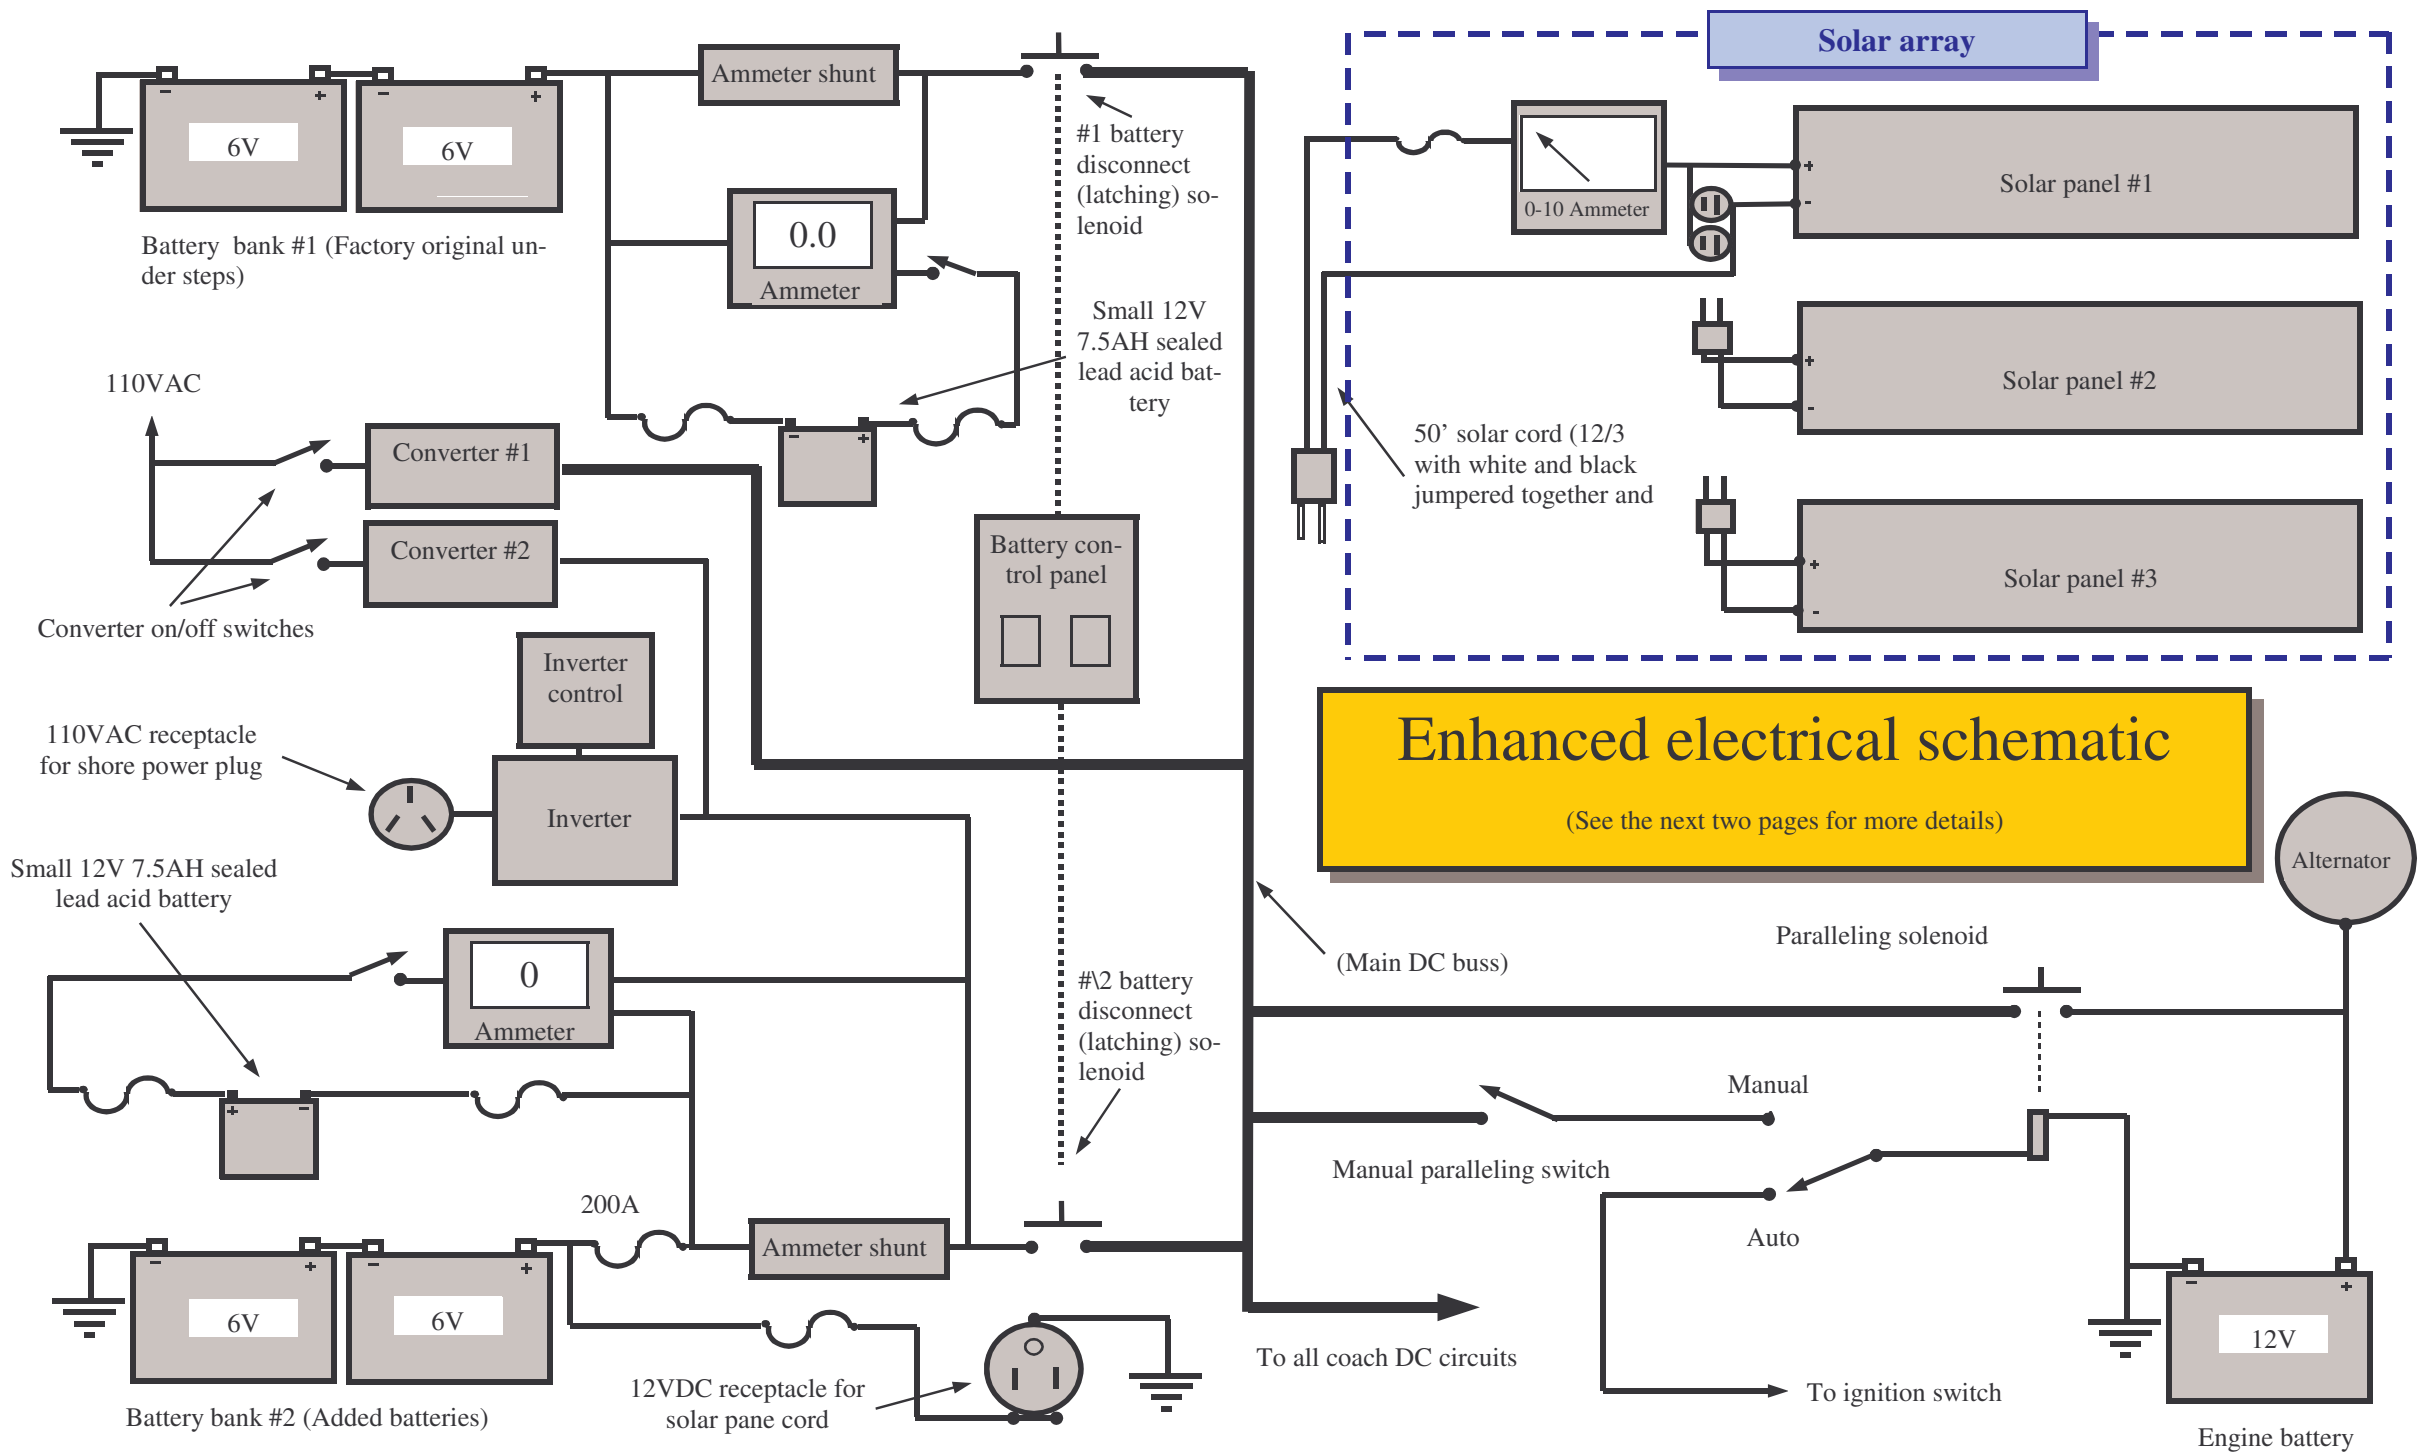 Solar array
Ammeter shunt
-
+
-
+
6V
6V
Battery bank #1 (Factory original un-
der steps)
0.0
Ammeter
#1 battery
disconnect
(latching) so-
lenoid
Small 12V
7.5AH sealed
lead acid bat-
tery
-
+
0-10 Ammeter
+
-
Solar panel #1
+
-
Solar panel #2
+
-
Solar panel #3
50’ solar cord (12/3
with white and black
jumpered together and
110VAC
Converter #1
Converter #2
Converter on/off switches
Battery con-
trol panel
Inverter
control
Inverter
110VAC receptacle
for shore power plug
Enhanced electrical schematic
(See the next two pages for more details)
Alternator
Small 12V 7.5AH sealed
lead acid battery
0
Ammeter
+
-
#\2 battery
disconnect
(latching) so-
lenoid
(Main DC buss)
Paralleling solenoid
Manual
Manual paralleling switch
Auto
200A
Ammeter shunt
-
+
-
+
6V
6V
Battery bank #2 (Added batteries)
12VDC receptacle for
solar pane cord
To all coach DC circuits
To ignition switch
-
+
12V
Engine battery